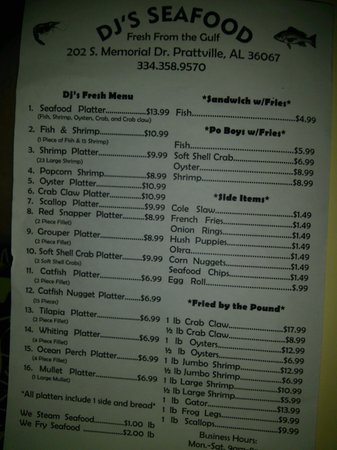 DJ'S SEAFOOD
Fresh From the Gulf
202 S. Memorial Dr. Prattville, AL 36067
334.358.9570
Dj's Fresh Menu
1. Seafood Platter...$13.99
(Fish, Shrimp, Oysters, Crab, and Crab claw)
2. Fish & Shrimp...$10.99
(1 Piece of Fish & 12 Shrimp)
3. Shrimp Platter...$9.99
(23 Large Shrimp)
4. Popcorn Shrimp...$8.99
5. Oyster Platter...$10.99
6. Crab Claw Platter...$10.99
7. Scallop Platter...$9.99
8. Red Snapper Platter...$8.99
(2 Piece Fillet)
9. Grouper Platter...$8.99
(2 Piece Fillet)
10. Soft Shell Crab Platter...$9.99
(2 Soft Shell Crabs)
11. Catfish Platter...$6.99
(2 Piece Fillet)
12. Catfish Nugget Platter...$6.99
(15 Pieces)
13. Tilapia Platter...$6.99
(2 Piece Fillet)
14. Whiting Platter...$6.99
(2 Piece Fillet)
15. Ocean Perch Platter...$6.99
(4 Piece Fillet)
16. Mullet Platter...$6.99
(1 Large Mullet)
*All platters include 1 side and bread*
We Steam Seafood...$1.00 lb
We Fry Seafood...$2.00 lb
*Sandwich w/Fries*
Fish...$4.99
*Po Boys w/Fries*
Fish...$5.99
Soft Shell Crab...$6.99
Oyster...$8.99
Shrimp...$8.99
*Side Items*
Cole Slaw...$1.49
French Fries...$1.49
Onion Rings...$1.49
Hush Puppies...$1.49
Okra...$1.49
Corn Nuggets...$1.49
Seafood Chips...$1.49
Egg Roll...$.99
*Fried by the Pound*
1 lb Crab Claw...$17.99
½ lb Crab Claw...$8.99
1 lb Oysters...$12.99
½ lb Oysters...$6.99
1 lb Jumbo Shrimp...$12.99
½ lb Jumbo Shrimp...$6.99
1 lb Large Shrimp...$10.99
½ lb Large Shrimp...$5.99
1 lb Gator...$13.99
1 lb Frog Legs...$9.99
1 lb Scallops...$9.99
Business Hours: